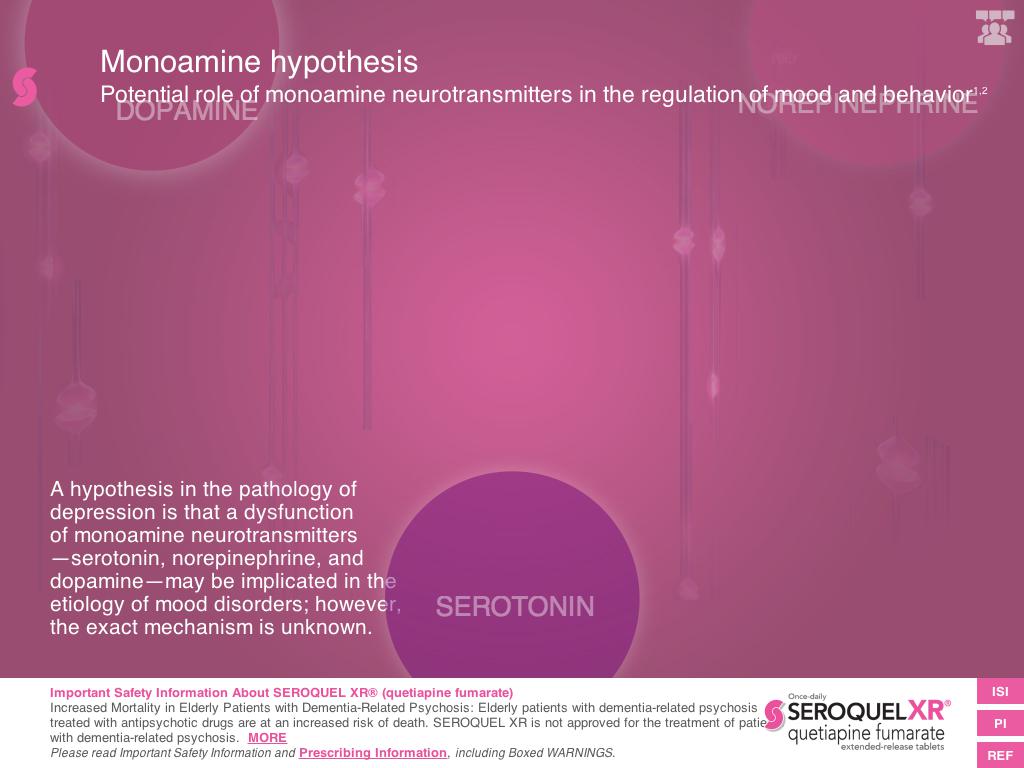 Monoamine hypothesis
Potential role of monoamine neurotransmitters in the regulation of mood and behavior1,2
DOPAMINE
NOREPINEPHRINE
A hypothesis in the pathology of
depression is that a dysfunction
of monoamine neurotransmitters
—serotonin, norepinephrine, and
dopamine—may be implicated in the
etiology of mood disorders; however,
the exact mechanism is unknown.
SEROTONIN
Important Safety Information About SEROQUEL XR® (quetiapine fumarate)
Increased Mortality in Elderly Patients with Dementia-Related Psychosis: Elderly patients with dementia-related psychosis
treated with antipsychotic drugs are at an increased risk of death. SEROQUEL XR is not approved for the treatment of patie
with dementia-related psychosis. MORE
Please read Important Safety Information and Prescribing Information, including Boxed WARNINGS.
Once-daily
SEROQUEL XR®
quetiapine fumarate
extended-release tablets
ISI
PI
REF